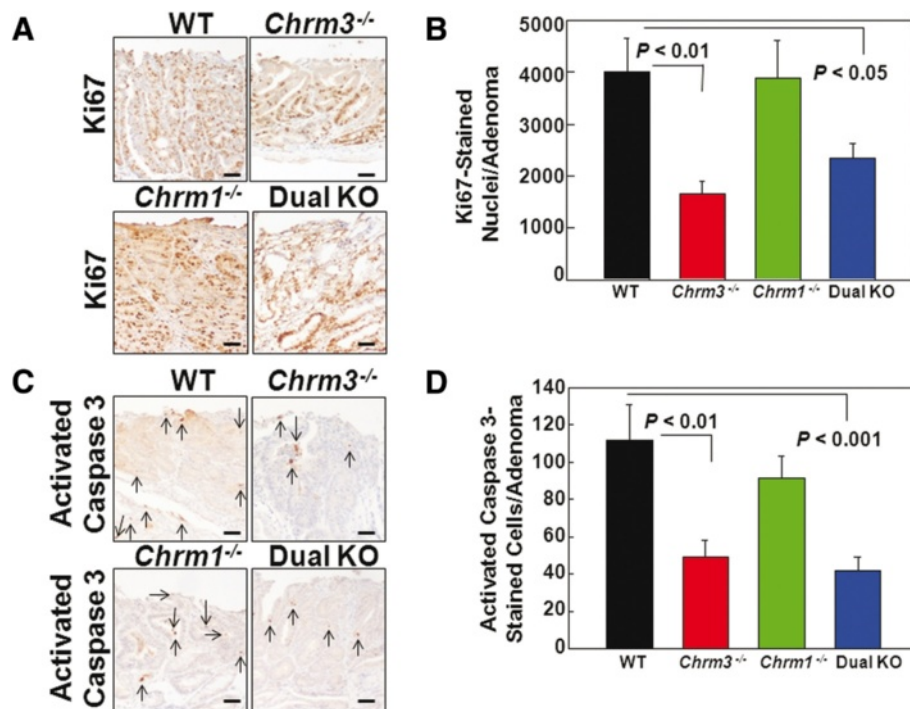 A
WT
Chrm3-/-
Ki67
Chrm1-/-
Dual KO
Ki67
B
Ki67-Stained
Nuclei/Adenoma
5000
4000
3000
2000
1000
0
P < 0.01
P < 0.05
WT
Chrm3-/-
Chrm1-/-
Dual KO
C
WT
Chrm3-/-
Activated
Caspase 3
Chrm1-/-
Dual KO
Activated
Caspase 3
D
Activated Caspase 3-
Stained Cells/Adenoma
140
120
100
80
60
40
20
0
P < 0.01
P < 0.001
WT
Chrm3-/-
Chrm1-/-
Dual KO